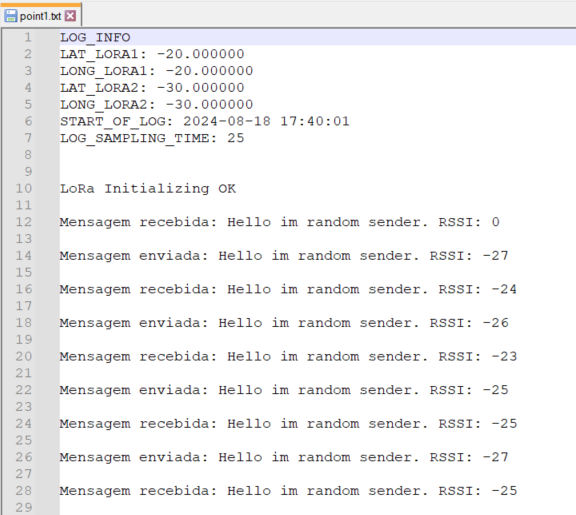 point1.txt
1 LOG_INFO
2 LAT_LORA1: -20.000000
3 LONG_LORA1: -20.000000
4 LAT_LORA2: -30.000000
5 LONG_LORA2: -30.000000
6 START_OF_LOG: 2024-08-18 17:40:01
7 LOG_SAMPLING_TIME: 25
8
9
10 LoRa Initializing OK
11
12 Mensagem recebida: Hello im random sender. RSSI: 0
13
14 Mensagem enviada: Hello im random sender. RSSI: -27
15
16 Mensagem recebida: Hello im random sender. RSSI: -24
17
18 Mensagem enviada: Hello im random sender. RSSI: -26
19
20 Mensagem recebida: Hello im random sender. RSSI: -23
21
22 Mensagem enviada: Hello im random sender. RSSI: -25
23
24 Mensagem recebida: Hello im random sender. RSSI: -25
25
26 Mensagem enviada: Hello im random sender. RSSI: -27
27
28 Mensagem recebida: Hello im random sender. RSSI: -25
29